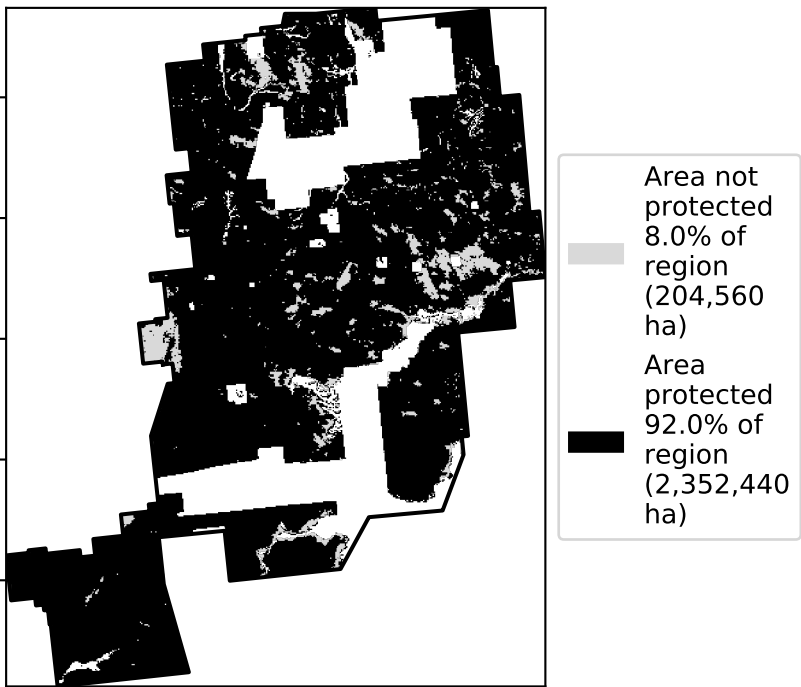 Area not
protected
8.0% of
region
(204,560
ha)
Area
protected
92.0% of
region
(2,352,440
ha)